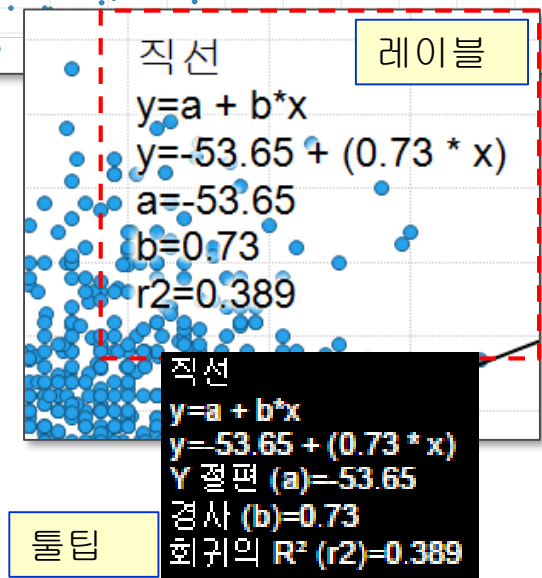 레이블
직선
y=a + b*x
y=-53.65 + (0.73 * x)
a=-53.65
b=0.73
r2=0.389
직선
y=a + b*x
y=-53.65 + (0.73 * x)
Y 절편 (a)=-53.65
경사 (b)=0.73
회귀의 R² (r2)=0.389
툴팁